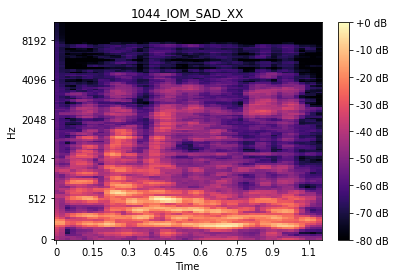 1044_IOM_SAD_XX
+0 dB
8192
-10 dB
4096
-20 dB
-30 dB
2048
Hz
-40 dB
1024
-50 dB
512
-60 dB
-70 dB
0
-80 dB
0 0.15 0.3 0.45 0.6 0.75 0.9 1.1
Time